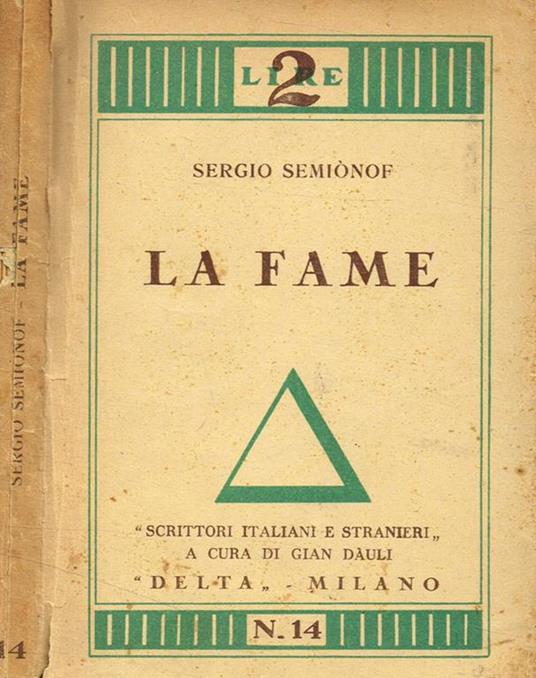 LIRE
2
SERGIO SEMIÒNOF
LA FAME
"SCRITTORI ITALIANI E STRANIERI„
A CURA DI GIAN DÀULI
"DELTA„ - MILANO
N. 14
SERGIO SEMIONOF - LA FAME
14